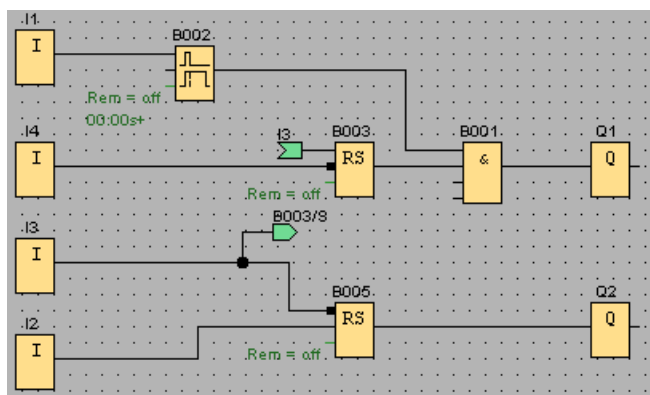 I1
I
B002
Rem = off
00:00s+
I4
I
I3
B003
RS
Rem = off
B001
&
Q1
Q
B003/S
I3
I
B005
RS
Rem = off
Q2
Q
I2
I